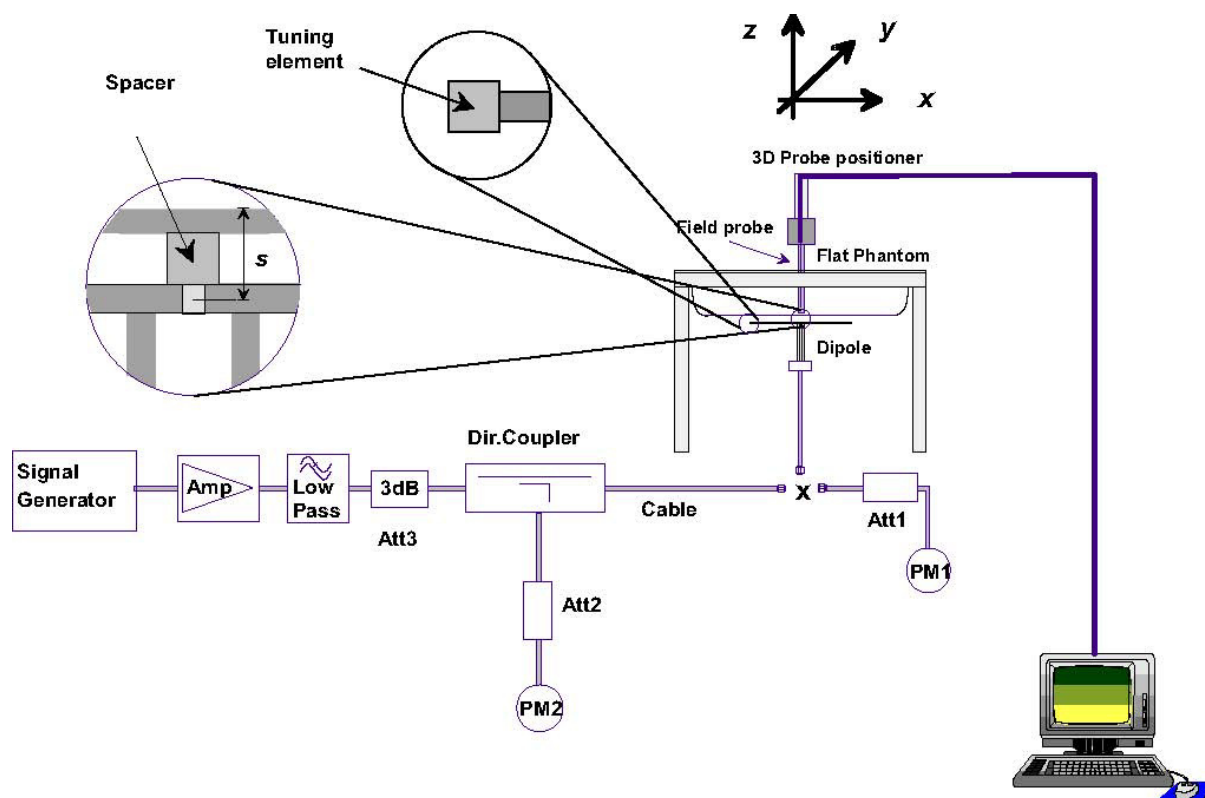 Tuning
element
Spacer
s
z
y
x
3D Probe positioner
Field probe
Flat Phantom
Dipole
Dir.Coupler
Signal
Generator
Amp
Low
Pass
3dB
Att3
Cable
x
Att1
PM1
Att2
PM2